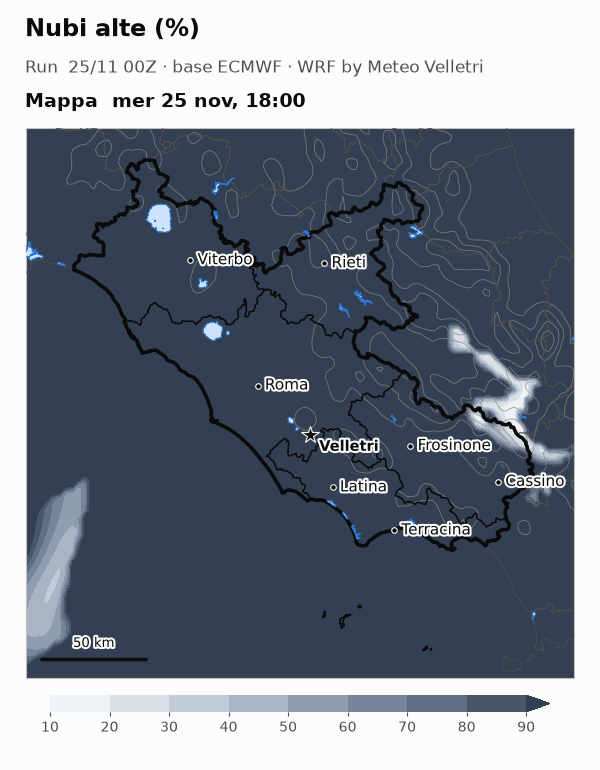 Nubi alte (%)
Run  25/11 00Z · base ECMWF · WRF by Meteo Velletri
Mappa  mer 25 nov, 18:00
Viterbo
Rieti
Roma
Velletri
Frosinone
Cassino
Latina
Terracina
50 km
10 20 30 40 50 60 70 80 90